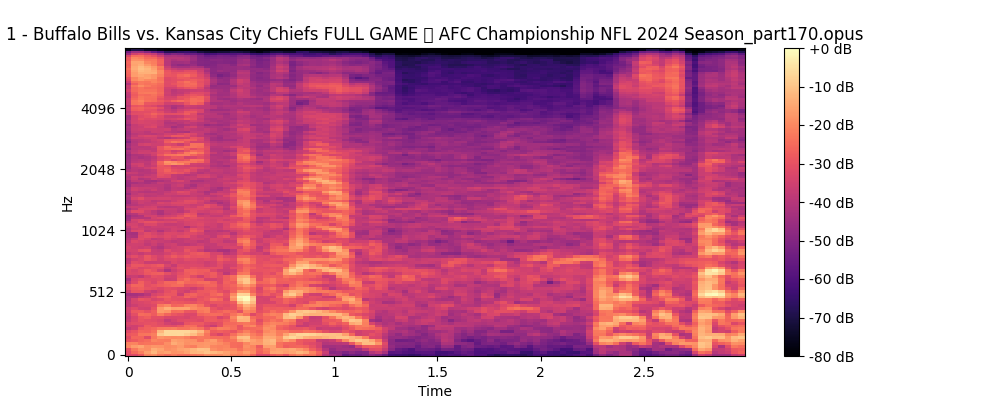 1 - Buffalo Bills vs. Kansas City Chiefs FULL GAME  AFC Championship NFL 2024 Season_part170.opus
Hz
4096
2048
1024
512
0
0
0.5
1
1.5
2
2.5
Time
+0 dB
-10 dB
-20 dB
-30 dB
-40 dB
-50 dB
-60 dB
-70 dB
-80 dB